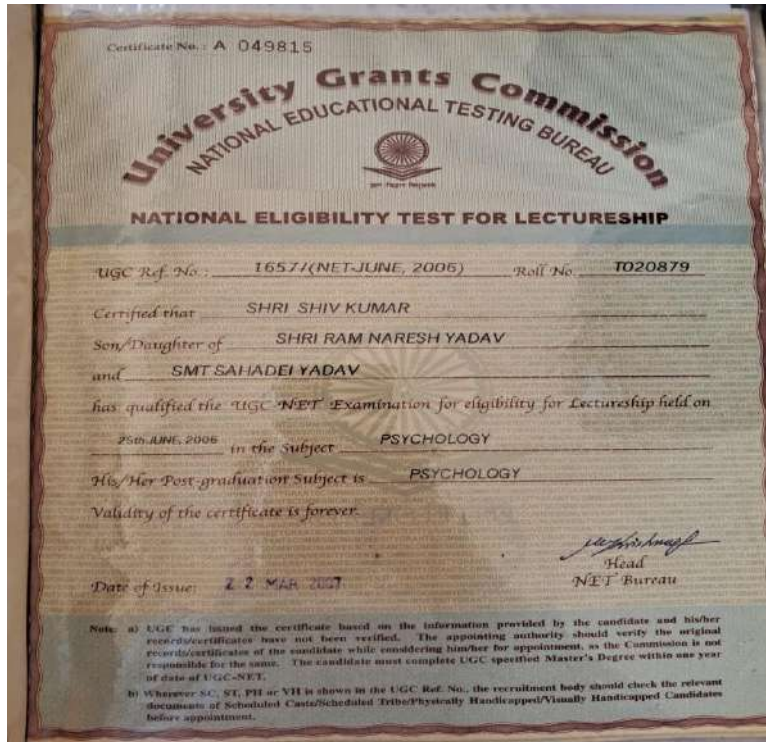 Certificate No. : A 049815
University Grants Commission
NATIONAL EDUCATIONAL TESTING BUREAU
NATIONAL ELIGIBILITY TEST FOR LECTURESHIP
UGC Ref. No. : 1657/(NET-JUNE, 2006) Roll No. T020879
Certified that SHRI SHIV KUMAR
Son/Daughter of SHRI RAM NARESH YADAV
and SMT SAHADEI YADAV
has qualified the UGC-NET Examination for eligibility for Lectureship held on
25th JUNE, 2006 in the Subject PSYCHOLOGY
His/Her Post-graduation Subject is PSYCHOLOGY
Validity of the certificate is forever.
Head
Date of Issue: 22 MAR 2007 NET Bureau
Note: a) UGC has issued the certificate based on the information provided by the candidate and his/her
records/certificates have not been verified. The appointing authority should verify the original
records/certificates of the candidate while considering him/her for appointment, as the Commission is not
responsible for the same. The candidate must complete UGC specified Master's Degree within one year
of date of UGC-NET.
b) Wherever SC, ST, PH or VH is shown in the UGC Ref. No., the recruitment body should check the relevant
documents of Scheduled Caste/Scheduled Tribe/Physically Handicapped/Visually Handicapped Candidates
before appointment.